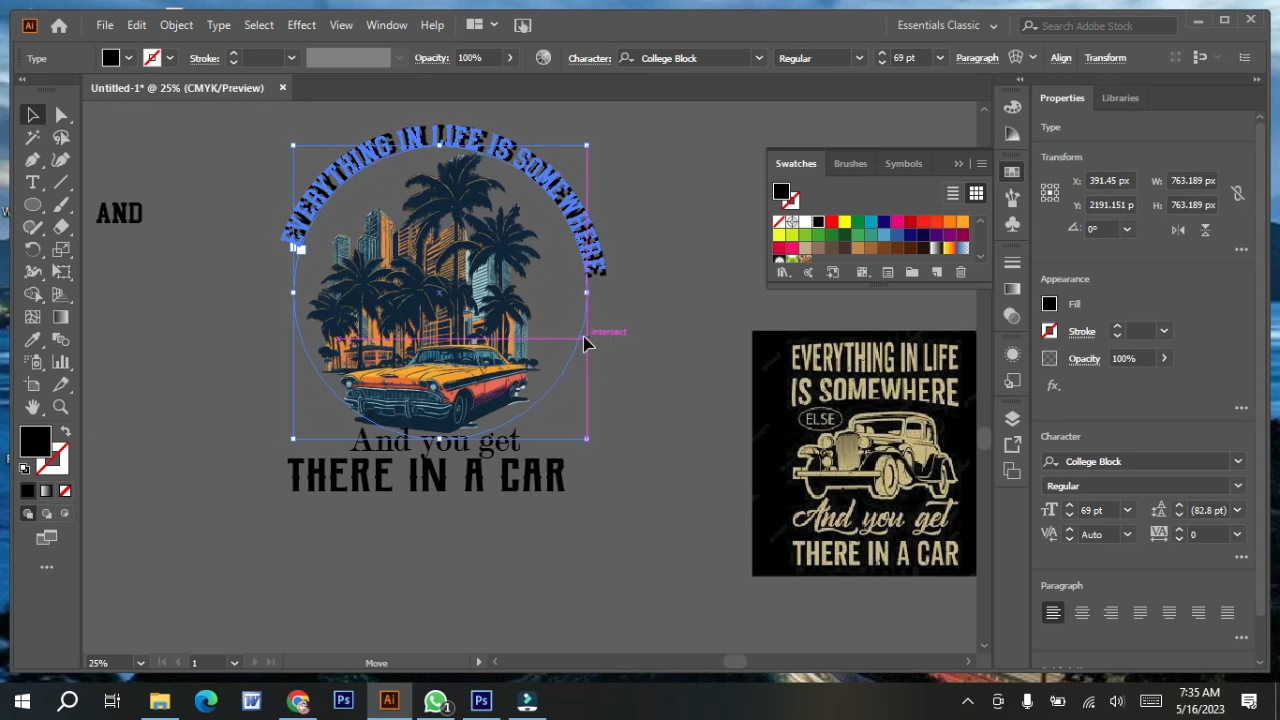 File Edit Object Type Select Effect View Window Help
Essentials Classic
Search Adobe Stock
Type
Stroke:
Opacity: 100%
Character: College Block
Regular
69 pt
Paragraph
Align
Transform
Untitled-1* @ 25% (CMYK/Preview)
EVERYTHING IN LIFE IS SOMEWHERE
AND
intersect
And you get
THERE IN A CAR
Swatches Brushes Symbols
EVERYTHING IN LIFE
IS SOMEWHERE
ELSE
And you get
THERE IN A CAR
Properties Libraries
Type
Transform
X: 391.45 px W: 763.189 px
Y: 2191.151 p H: 763.189 px
0°
Appearance
Fill
Stroke
Opacity 100%
fx.
Character
College Block
Regular
69 pt (82.8 pt)
Auto 0
Paragraph
25% 1 Move
7:35 AM
5/16/2023